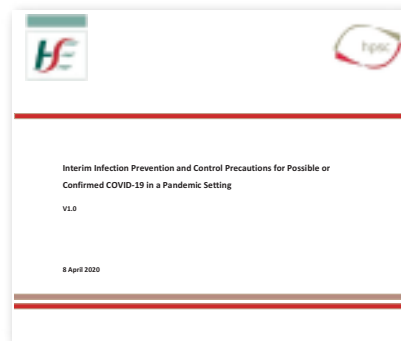 HSE
hpsc
Interim Infection Prevention and Control Precautions for Possible or
Confirmed COVID-19 in a Pandemic Setting
V1.0
8 April 2020